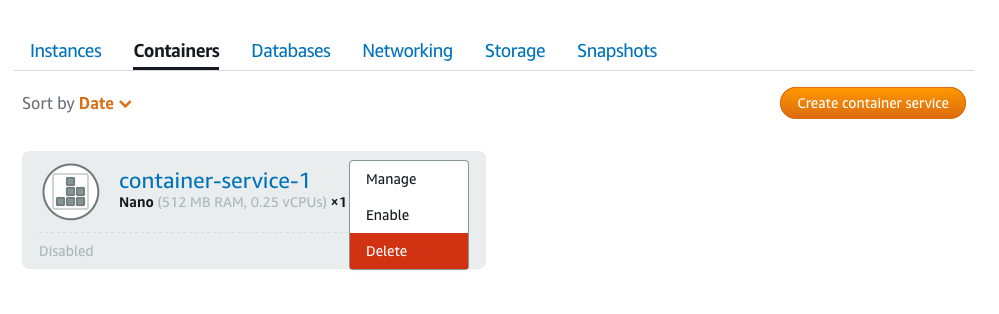 Instances Containers Databases Networking Storage Snapshots
Sort by Date
Create container service
container-service-1
Nano (512 MB RAM, 0.25 vCPUs) ×1
Disabled
Manage
Enable
Delete